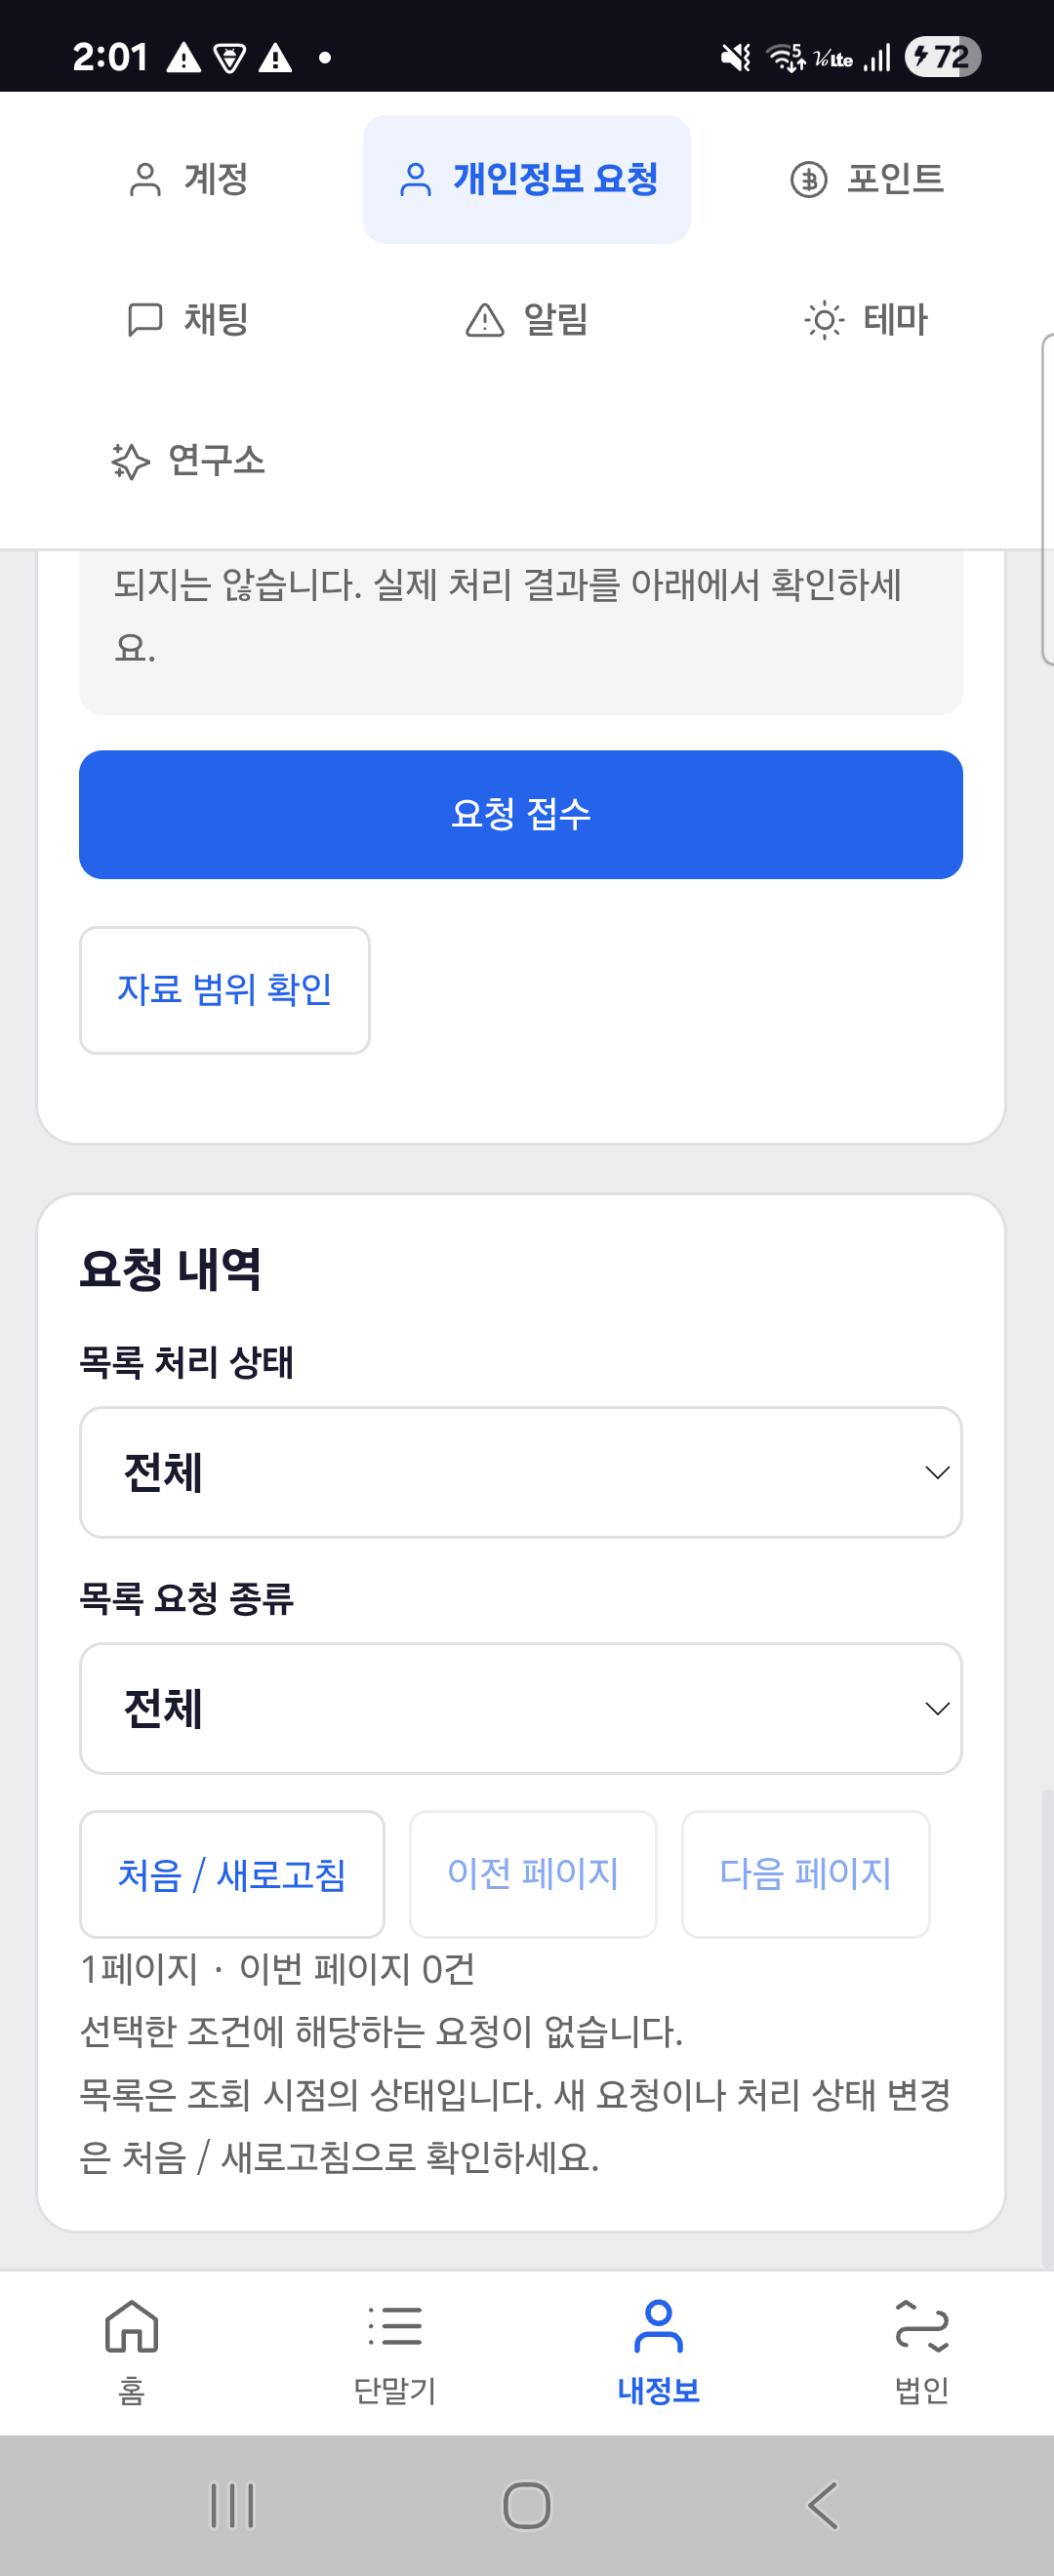 2:01
5
VoLte
72
계정
개인정보 요청
포인트
채팅
알림
테마
연구소
되지는 않습니다. 실제 처리 결과를 아래에서 확인하세
요.
요청 접수
자료 범위 확인
요청 내역
목록 처리 상태
전체
목록 요청 종류
전체
처음 / 새로고침
이전 페이지
다음 페이지
1페이지 · 이번 페이지 0건
선택한 조건에 해당하는 요청이 없습니다.
목록은 조회 시점의 상태입니다. 새 요청이나 처리 상태 변경
은 처음 / 새로고침으로 확인하세요.
홈
단말기
내정보
법인